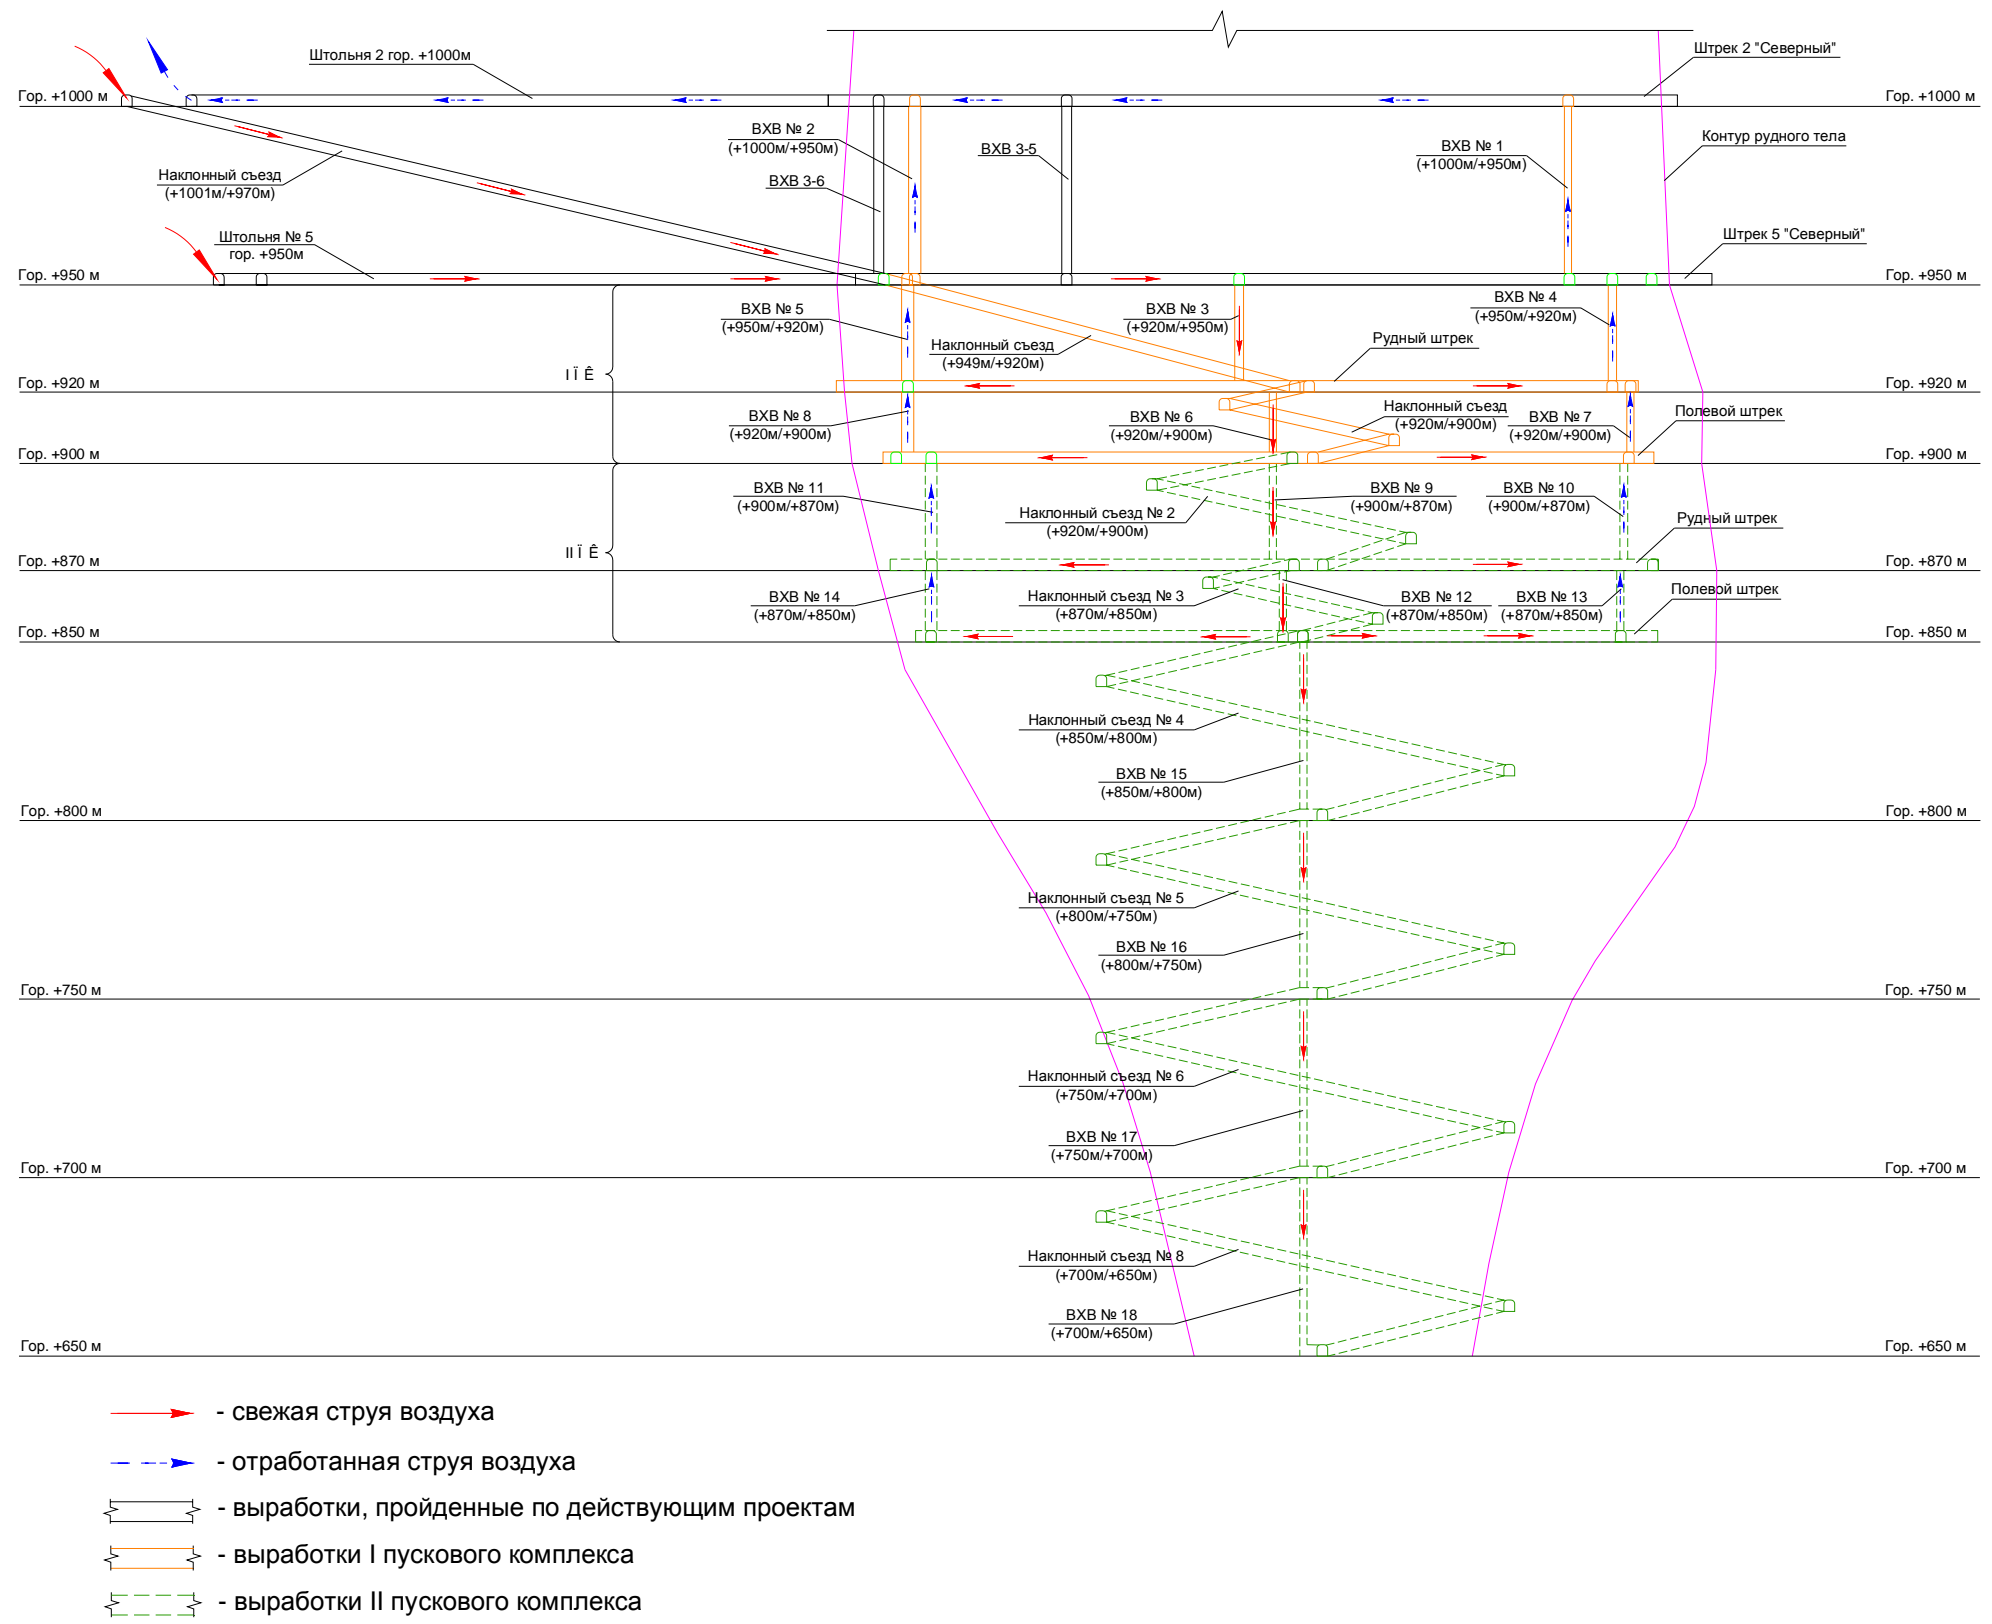 Штольня 2 гор. +1000м
Штрек 2 "Северный"
Гор. +1000 м
Гор. +1000 м
ВХВ № 2
(+1000м/+950м)
ВХВ 3-5
ВХВ № 1
(+1000м/+950м)
Контур рудного тела
Наклонный съезд
(+1001м/+970м)
ВХВ 3-6
Штольня № 5
гор. +950м
Штрек 5 "Северный"
Гор. +950 м
Гор. +950 м
ВХВ № 5
(+950м/+920м)
ВХВ № 3
(+920м/+950м)
ВХВ № 4
(+950м/+920м)
Наклонный съезд
(+949м/+920м)
Рудный штрек
I Ï Ê
Гор. +920 м
Гор. +920 м
ВХВ № 8
(+920м/+900м)
ВХВ № 6
(+920м/+900м)
Наклонный съезд
(+920м/+900м)
ВХВ № 7
(+920м/+900м)
Полевой штрек
Гор. +900 м
Гор. +900 м
ВХВ № 11
(+900м/+870м)
Наклонный съезд № 2
(+920м/+900м)
ВХВ № 9
(+900м/+870м)
ВХВ № 10
(+900м/+870м)
Рудный штрек
II Ï Ê
Гор. +870 м
Гор. +870 м
ВХВ № 14
(+870м/+850м)
Наклонный съезд № 3
(+870м/+850м)
ВХВ № 12
(+870м/+850м)
ВХВ № 13
(+870м/+850м)
Полевой штрек
Гор. +850 м
Гор. +850 м
Наклонный съезд № 4
(+850м/+800м)
ВХВ № 15
(+850м/+800м)
Гор. +800 м
Гор. +800 м
Наклонный съезд № 5
(+800м/+750м)
ВХВ № 16
(+800м/+750м)
Гор. +750 м
Гор. +750 м
Наклонный съезд № 6
(+750м/+700м)
ВХВ № 17
(+750м/+700м)
Гор. +700 м
Гор. +700 м
Наклонный съезд № 8
(+700м/+650м)
ВХВ № 18
(+700м/+650м)
Гор. +650 м
Гор. +650 м
- свежая струя воздуха
- отработанная струя воздуха
- выработки, пройденные по действующим проектам
- выработки I пускового комплекса
- выработки II пускового комплекса